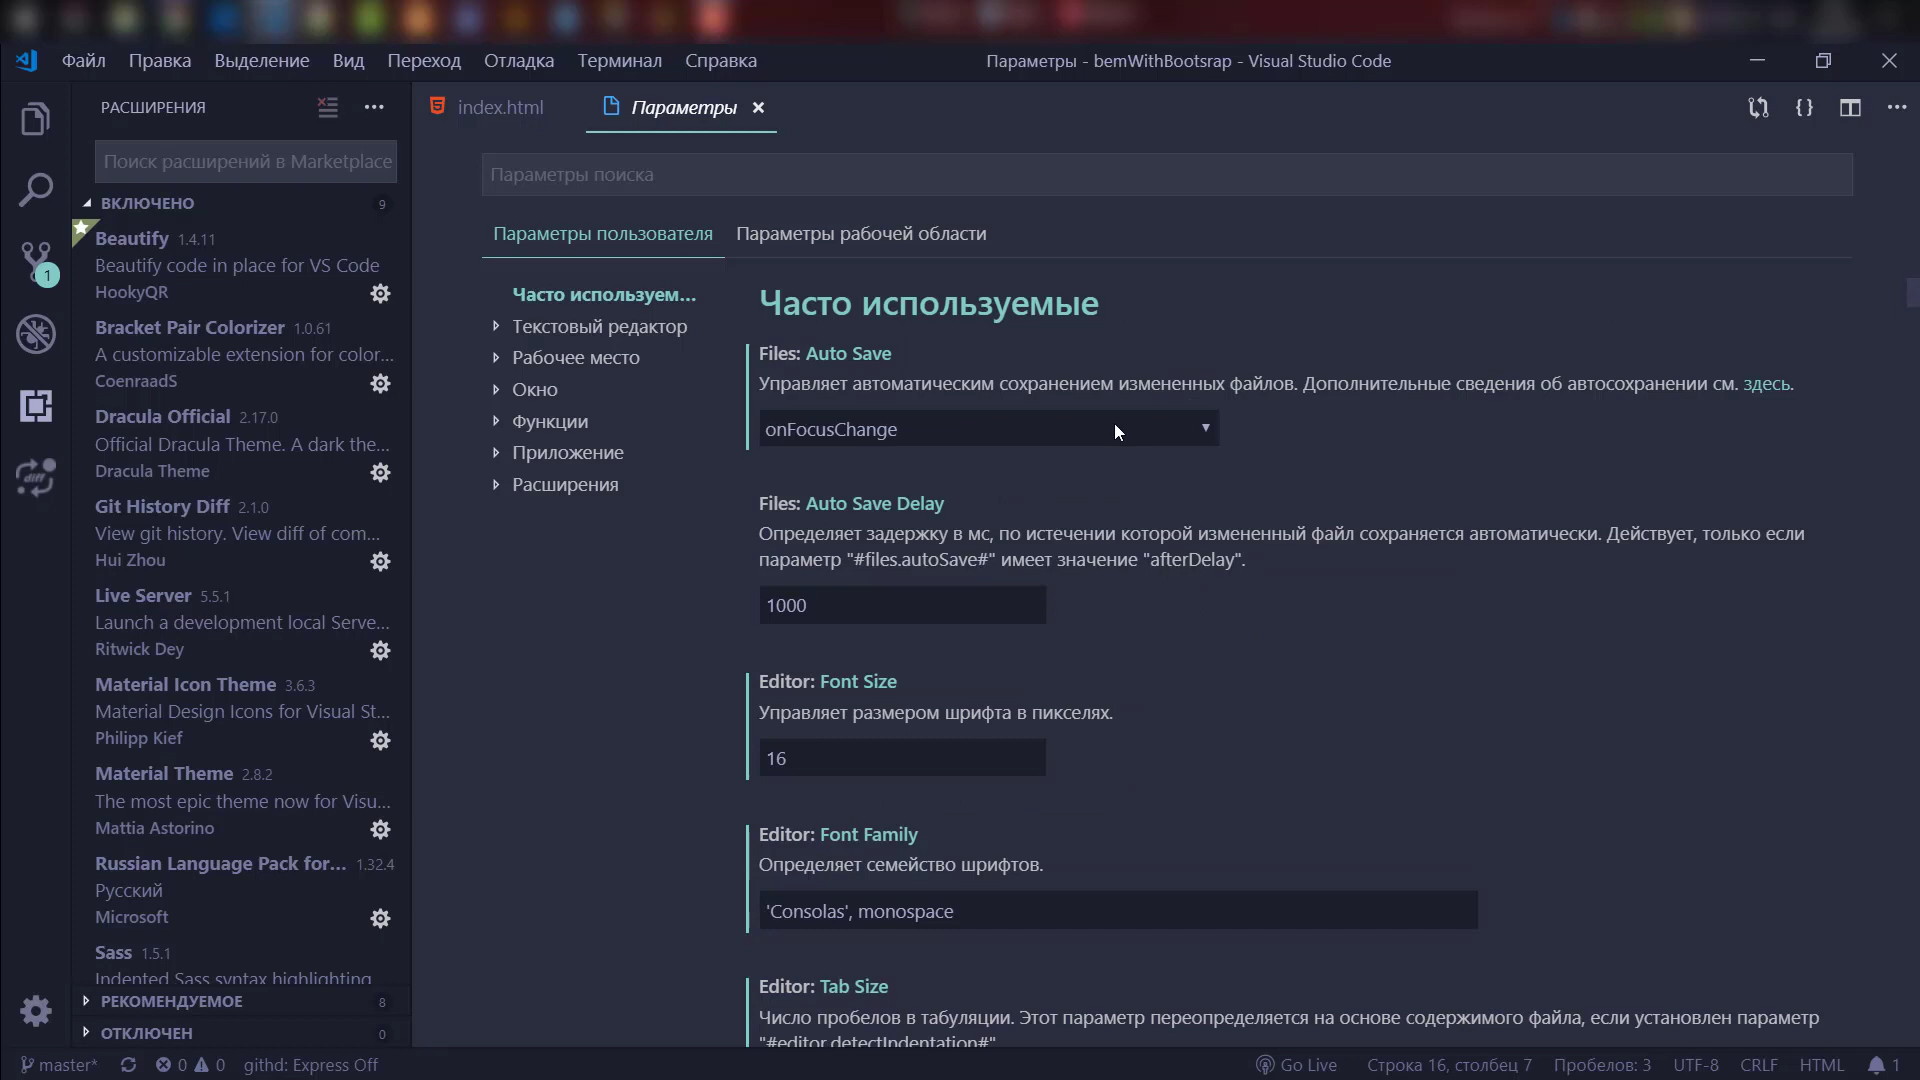 Файл Правка Выделение Вид Переход Отладка Терминал Справка
Параметры - bemWithBootsrap - Visual Studio Code
РАСШИРЕНИЯ
Поиск расширений в Marketplace
ВКЛЮЧЕНО 9
Beautify 1.4.11
Beautify code in place for VS Code
HookyQR
Bracket Pair Colorizer 1.0.61
A customizable extension for color...
CoenraadS
Dracula Official 2.17.0
Official Dracula Theme. A dark the...
Dracula Theme
Git History Diff 2.1.0
View git history. View diff of com...
Hui Zhou
Live Server 5.5.1
Launch a development local Serve...
Ritwick Dey
Material Icon Theme 3.6.3
Material Design Icons for Visual St...
Philipp Kief
Material Theme 2.8.2
The most epic theme now for Visu...
Mattia Astorino
Russian Language Pack for... 1.32.4
Русский
Microsoft
Sass 1.5.1
Indented Sass syntax highlighting
РЕКОМЕНДУЕМОЕ 8
ОТКЛЮЧЕН 0
1
diff
index.html
Параметры
Параметры поиска
Параметры пользователя Параметры рабочей области
Часто используем...
Текстовый редактор
Рабочее место
Окно
Функции
Приложение
Расширения
Часто используемые
Files: Auto Save
Управляет автоматическим сохранением измененных файлов. Дополнительные сведения об автосохранении см. здесь.
onFocusChange
Files: Auto Save Delay
Определяет задержку в мс, по истечении которой измененный файл сохраняется автоматически. Действует, только если
параметр "#files.autoSave#" имеет значение "afterDelay".
1000
Editor: Font Size
Управляет размером шрифта в пикселях.
16
Editor: Font Family
Определяет семейство шрифтов.
'Consolas', monospace
Editor: Tab Size
Число пробелов в табуляции. Этот параметр переопределяется на основе содержимого файла, если установлен параметр
"#editor.detectIndentation#"
master* 0 0 githd: Express Off
Go Live Строка 16, столбец 7 Пробелов: 3 UTF-8 CRLF HTML 1